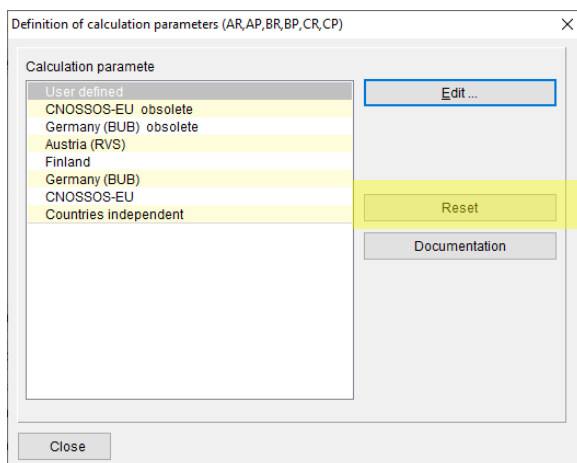 Definition of calculation parameters (AR,AP,BR,BP,CR,CP)
Calculation paramete
User defined
CNOSSOS-EU obsolete
Germany (BUB) obsolete
Austria (RVS)
Finland
Germany (BUB)
CNOSSOS-EU
Countries independent
Edit ...
Reset
Documentation
Close